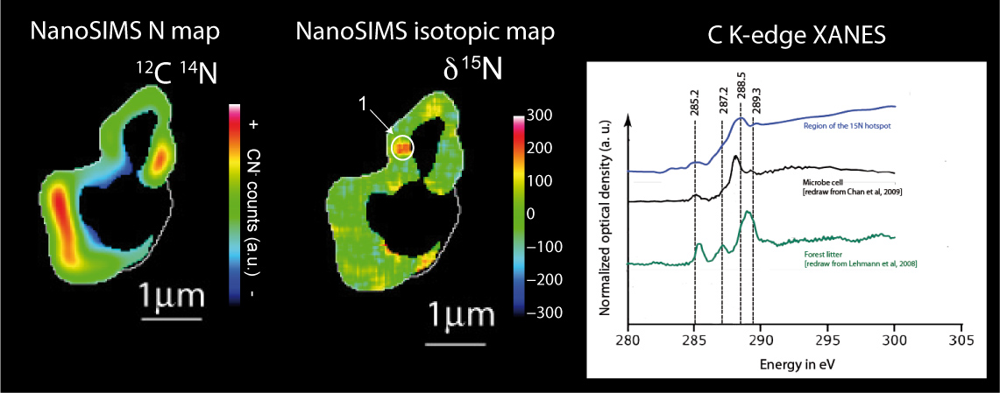 NanoSIMS N map
¹²C ¹⁴N
+
CN⁻ counts (a.u.)
-
1μm
NanoSIMS isotopic map
δ¹⁵N
1
300
200
100
0
−100
−200
−300
1μm
C K-edge XANES
285.2
287.2
288.5
289.3
Normalized optical density (a. u.)
Region of the 15N hotspot
Microbe cell
[redraw from Chan et al, 2009]
Forest litter
[redraw from Lehmann et al, 2008]
280
285
290
295
300
305
Energy in eV